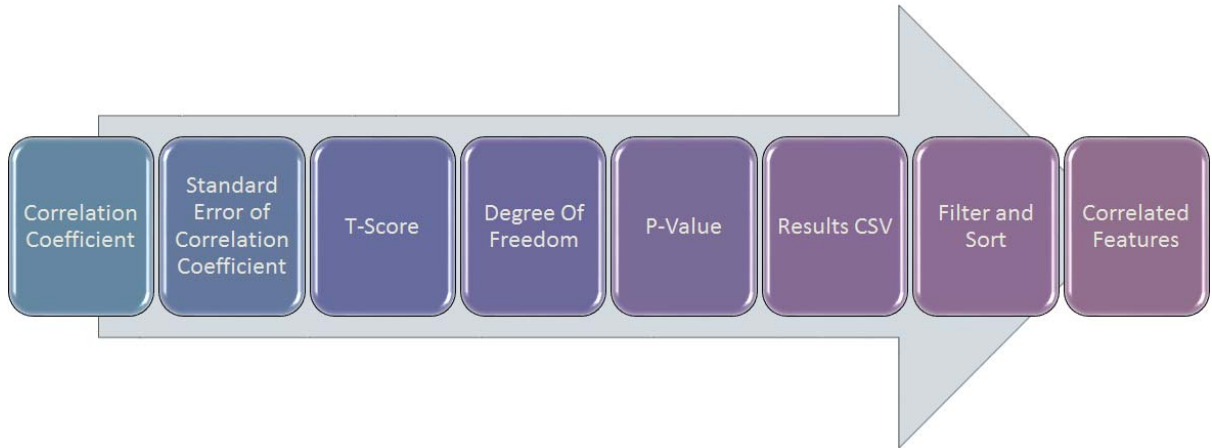 Correlation
Coefficient
Standard
Error of
Correlation
Coefficient
T-Score
Degree Of
Freedom
P-Value
Results CSV
Filter and
Sort
Correlated
Features